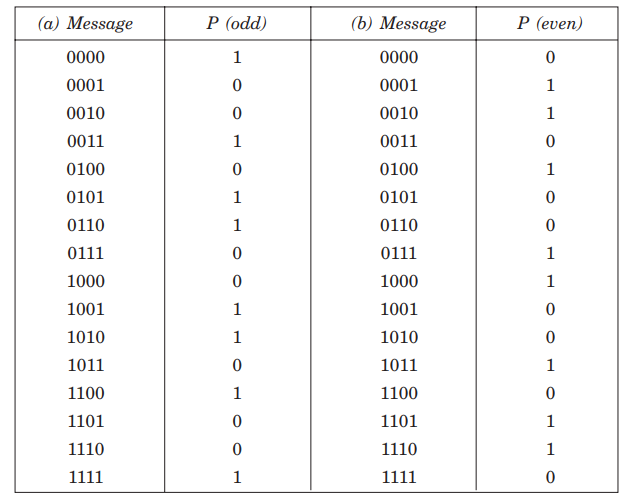 (a) Message P (odd) (b) Message P (even)
0000 1 0000 0
0001 0 0001 1
0010 0 0010 1
0011 1 0011 0
0100 0 0100 1
0101 1 0101 0
0110 1 0110 0
0111 0 0111 1
1000 0 1000 1
1001 1 1001 0
1010 1 1010 0
1011 0 1011 1
1100 1 1100 0
1101 0 1101 1
1110 0 1110 1
1111 1 1111 0